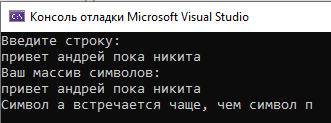 Консоль отладки Microsoft Visual Studio
Введите строку:
привет андрей пока никита
Ваш массив символов:
привет андрей пока никита
Символ а встречается чаще, чем символ п